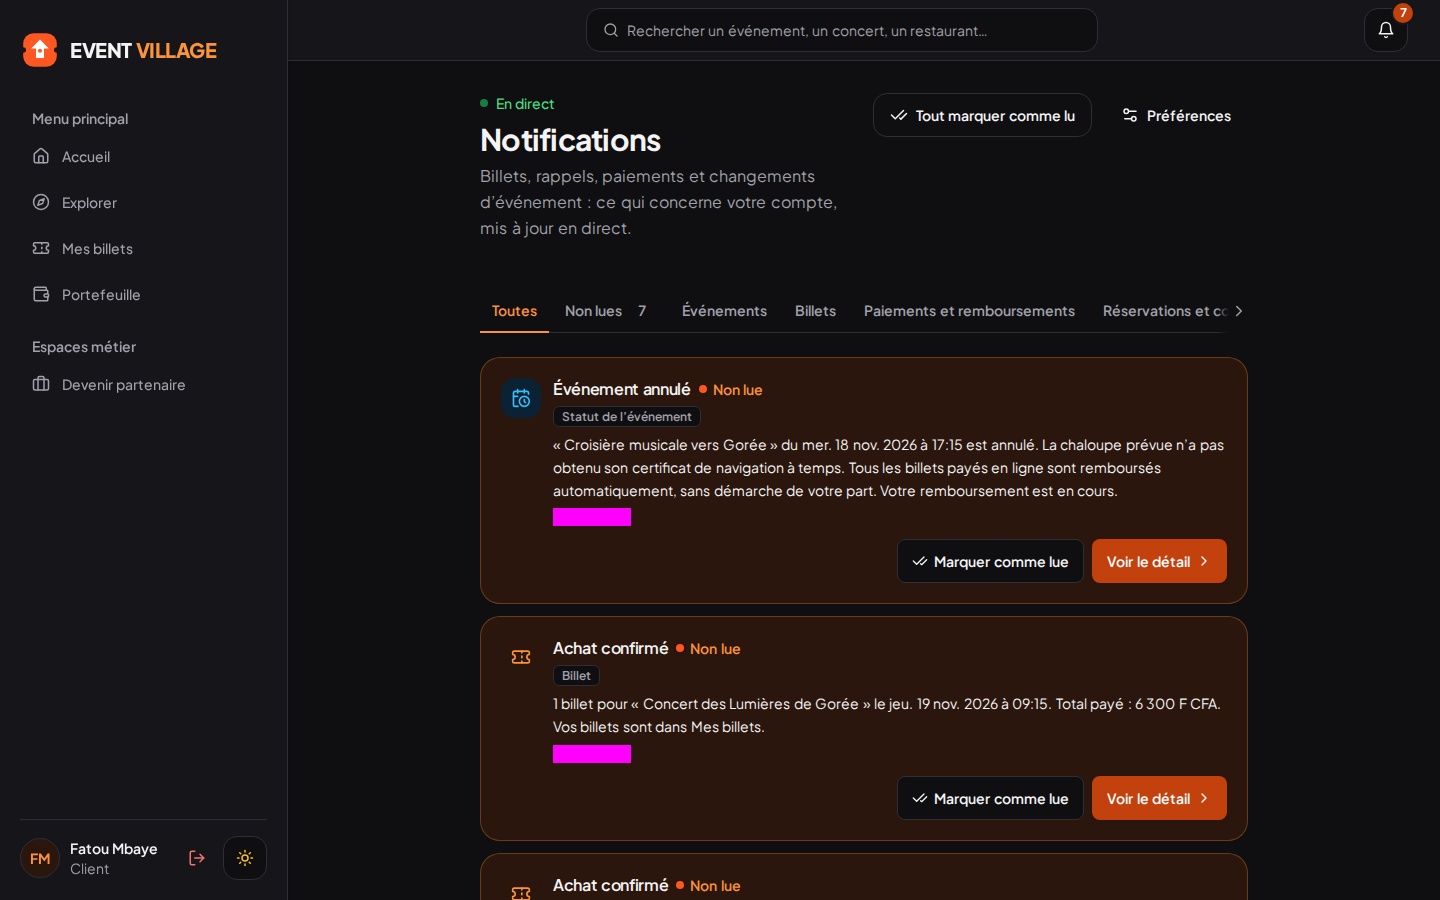 EVENT VILLAGE
Rechercher un événement, un concert, un restaurant...
7
Menu principal
Accueil
Explorer
Mes billets
Portefeuille
Espaces métier
Devenir partenaire
FM
Fatou Mbaye
Client
En direct
Notifications
Billets, rappels, paiements et changements
d’événement : ce qui concerne votre compte,
mis à jour en direct.
Tout marquer comme lu
Préférences
Toutes
Non lues 7
Événements
Billets
Paiements et remboursements
Réservations et
Événement annulé
Non lue
Statut de l’événement
« Croisière musicale vers Gorée » du mer. 18 nov. 2026 à 17:15 est annulé. La chaloupe prévue n’a pas
obtenu son certificat de navigation à temps. Tous les billets payés en ligne sont remboursés
automatiquement, sans démarche de votre part. Votre remboursement est en cours.
Marquer comme lue
Voir le détail
Achat confirmé
Non lue
Billet
1 billet pour « Concert des Lumières de Gorée » le jeu. 19 nov. 2026 à 09:15. Total payé : 6 300 F CFA.
Vos billets sont dans Mes billets.
Marquer comme lue
Voir le détail
Achat confirmé
Non lue